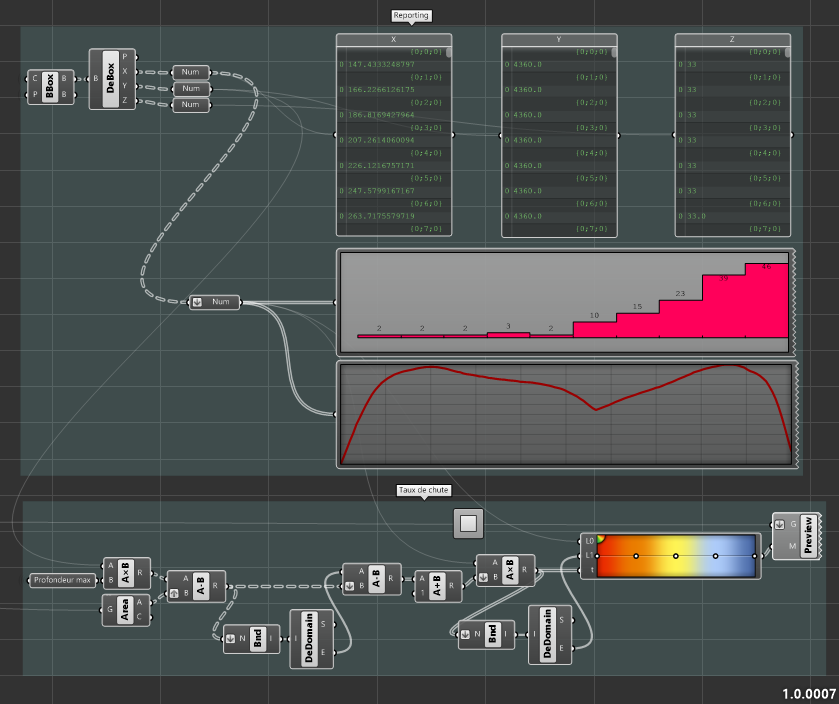 Reporting
X
Y
Z
{0;0;0}
{0;0;0}
{0;0;0}
0 147.4333248797
0 4360.0
0 33
{0;1;0}
{0;1;0}
{0;1;0}
0 166.2266126175
0 4360.0
0 33
{0;2;0}
{0;2;0}
{0;2;0}
0 186.8169427964
0 4360.0
0 33
{0;3;0}
{0;3;0}
{0;3;0}
0 207.2614060094
0 4360.0
0 33
{0;4;0}
{0;4;0}
{0;4;0}
0 226.1216757171
0 4360.0
0 33
{0;5;0}
{0;5;0}
{0;5;0}
0 247.5799167167
0 4360.0
0 33
{0;6;0}
{0;6;0}
{0;6;0}
0 263.7175579719
0 4360.0
0 33.0
{0;7;0}
{0;7;0}
{0;7;0}
C B
P B
BBox
B
DeBox
P
X
Y
Z
Num
Num
Num
Num
2
2
2
3
2
10
15
23
39
46
Taux de chute
Profondeur max
A
B
A×B
R
G
Area
A
C
A
B
A-B
R
N
Bnd
I
I
DeDomain
S
E
A
B
A-B
R
A
1
A+B
R
A
B
A×B
R
N
Bnd
I
I
DeDomain
S
E
L0
L1
t
G
M
Preview
1.0.0007